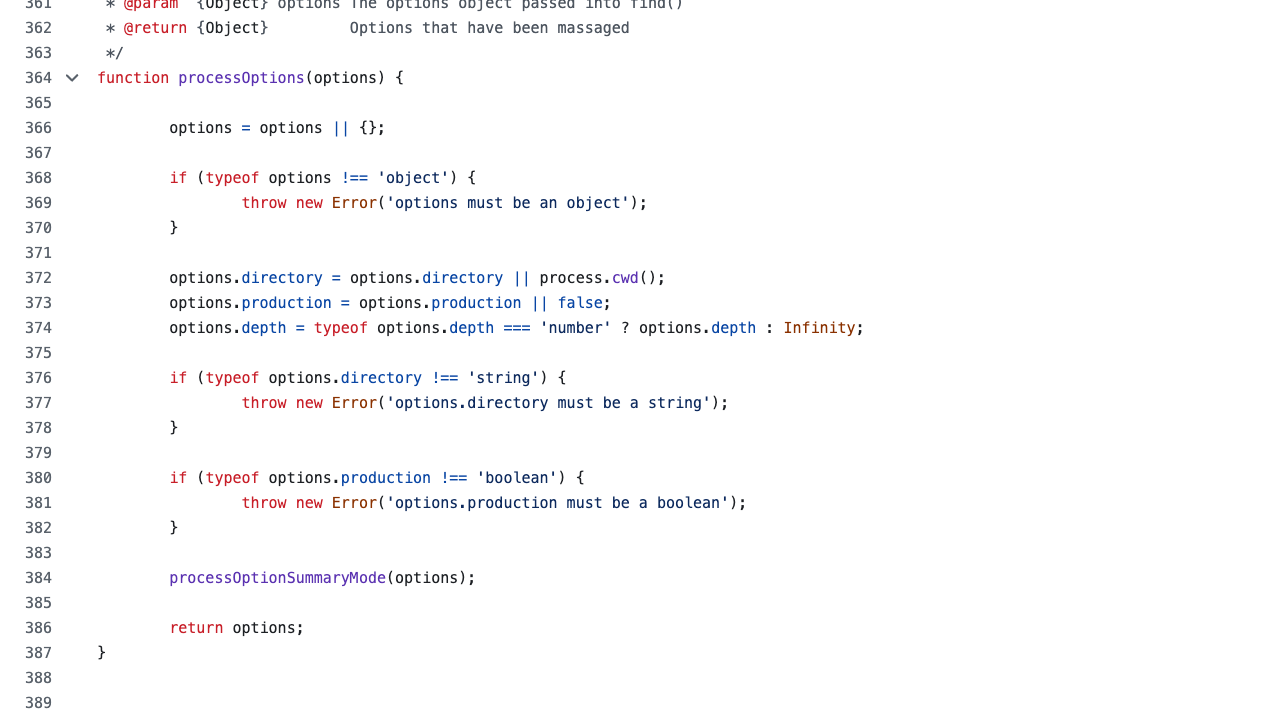 361 * @param {Object} options The options object passed into find()
362 * @return {Object} Options that have been massaged
363 */
364 function processOptions(options) {
365
366 options = options || {};
367
368 if (typeof options !== 'object') {
369 throw new Error('options must be an object');
370 }
371
372 options.directory = options.directory || process.cwd();
373 options.production = options.production || false;
374 options.depth = typeof options.depth === 'number' ? options.depth : Infinity;
375
376 if (typeof options.directory !== 'string') {
377 throw new Error('options.directory must be a string');
378 }
379
380 if (typeof options.production !== 'boolean') {
381 throw new Error('options.production must be a boolean');
382 }
383
384 processOptionSummaryMode(options);
385
386 return options;
387 }
388
389